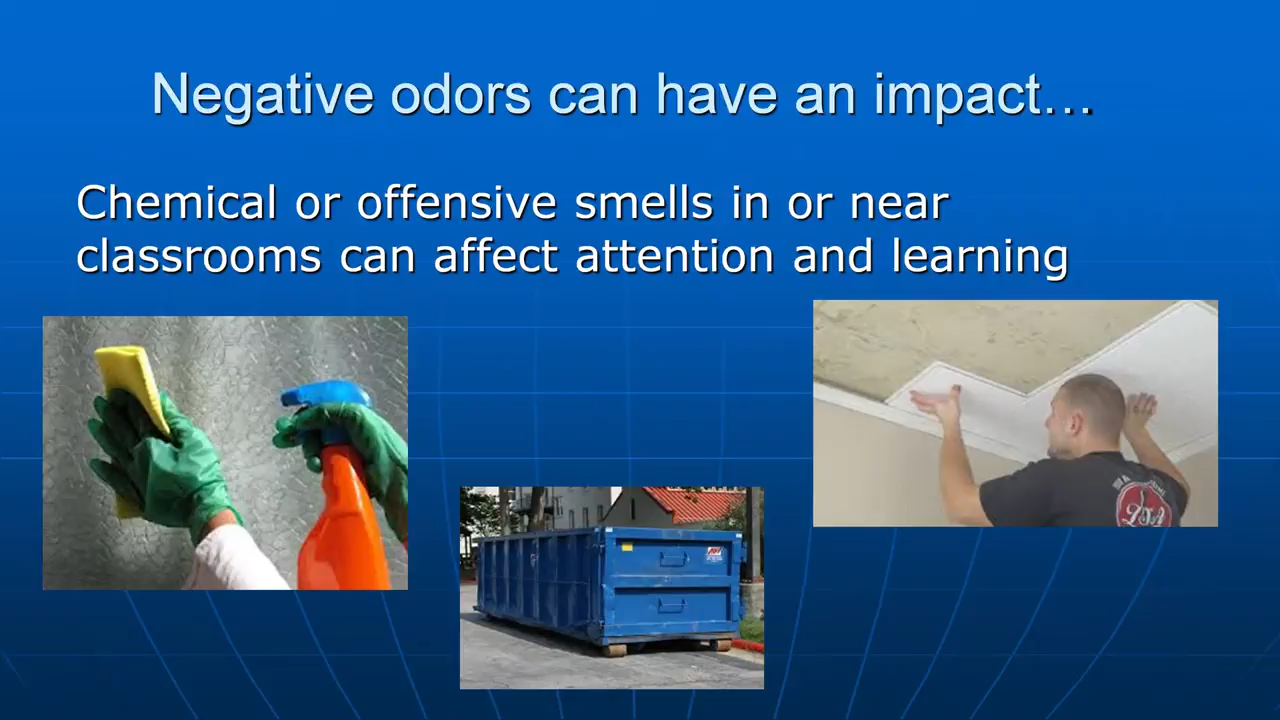 Negative odors can have an impact…
Chemical or offensive smells in or near
classrooms can affect attention and learning